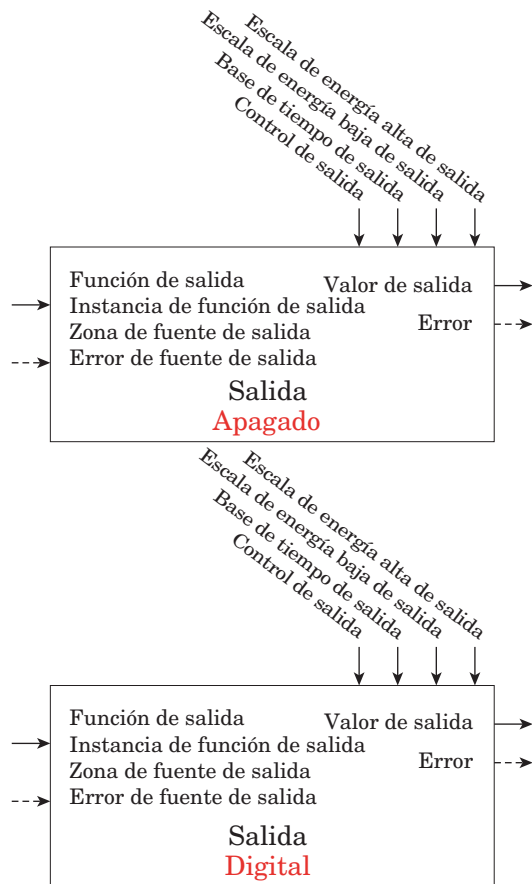 Escala de energía alta de salida
Escala de energía baja de salida
Base de tiempo de salida
Control de salida
Función de salida
Instancia de función de salida
Zona de fuente de salida
Error de fuente de salida
Valor de salida
Error
Salida
Apagado
Escala de energía alta de salida
Escala de energía baja de salida
Base de tiempo de salida
Control de salida
Función de salida
Instancia de función de salida
Zona de fuente de salida
Error de fuente de salida
Valor de salida
Error
Salida
Digital